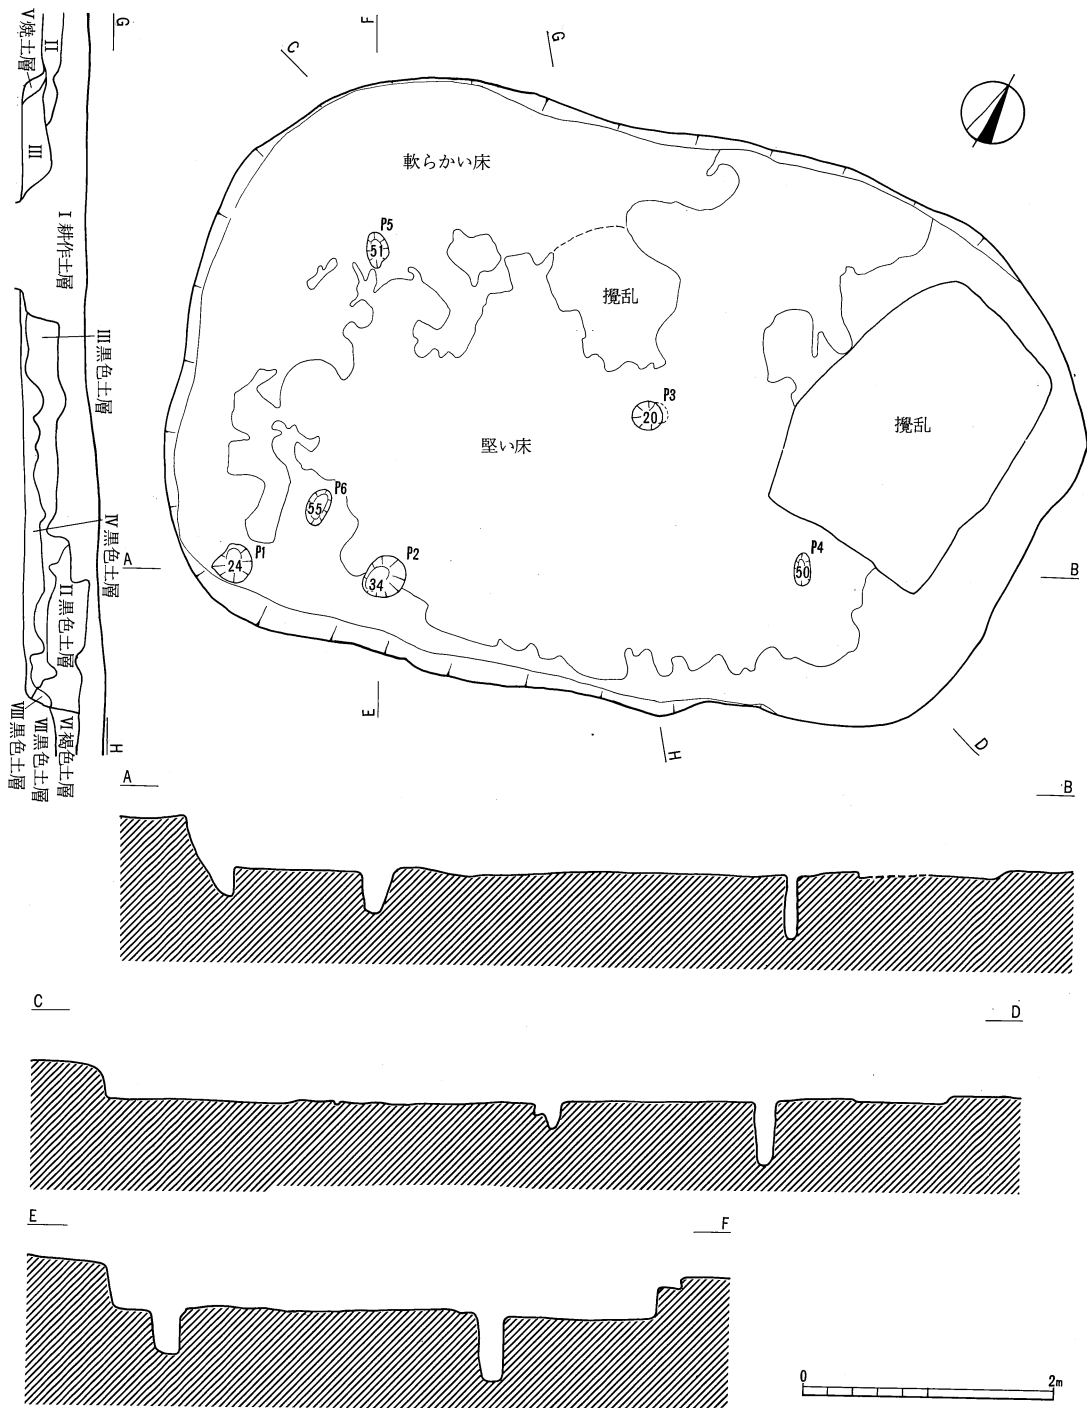 G
V焼土層
II
III
I 耕作土層
III黒色土層
IV黒色土層
II黒色土層
VI褐色土層
VII黒色土層
VIII黒色土層
H
C
F
G
軟らかい床
P5
51
攪乱
P3
20
堅い床
攪乱
P6
55
P1
24
P2
34
P4
50
A
B
E
H
D
A
B
C
D
E
F
0
2m